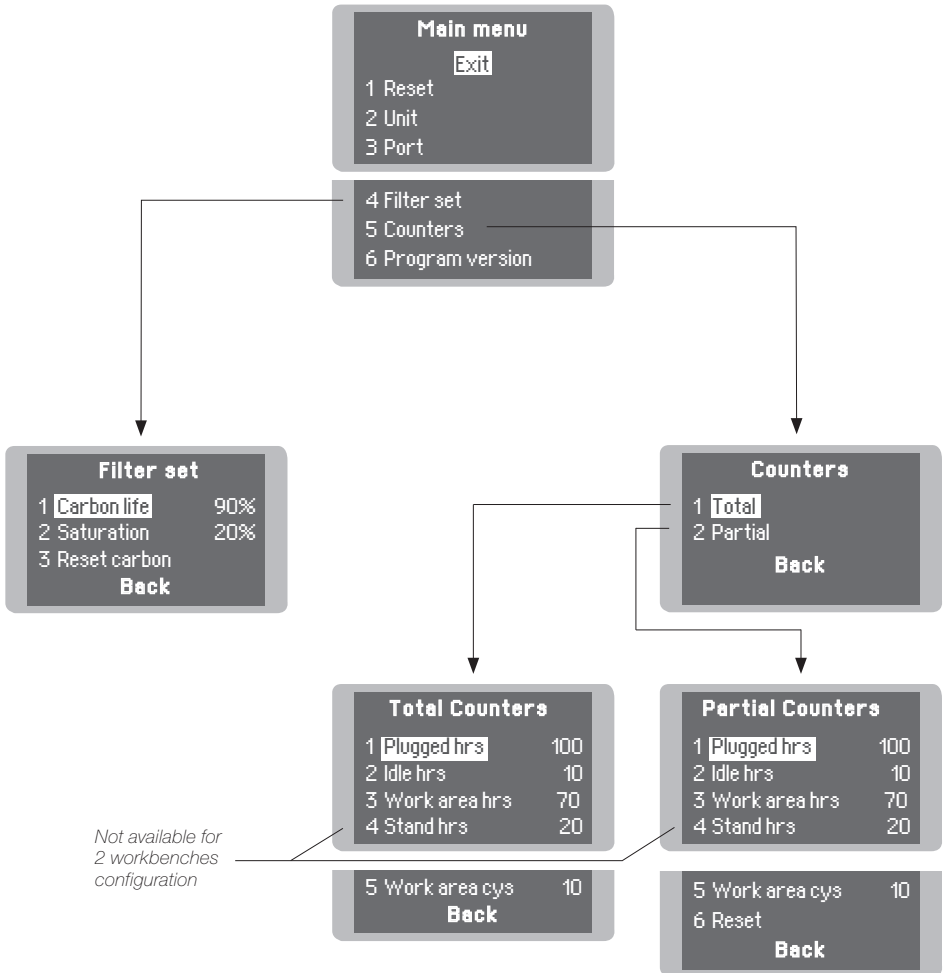 Main menu
Exit
1 Reset
2 Unit
3 Port
4 Filter set
5 Counters
6 Program version
Filter set
1 Carbon life 90%
2 Saturation 20%
3 Reset carbon
Back
Counters
1 Total
2 Partial
Back
Total Counters
1 Plugged hrs 100
2 Idle hrs 10
3 Work area hrs 70
4 Stand hrs 20
5 Work area cys 10
Back
Partial Counters
1 Plugged hrs 100
2 Idle hrs 10
3 Work area hrs 70
4 Stand hrs 20
5 Work area cys 10
6 Reset
Back
Not available for
2 workbenches
configuration